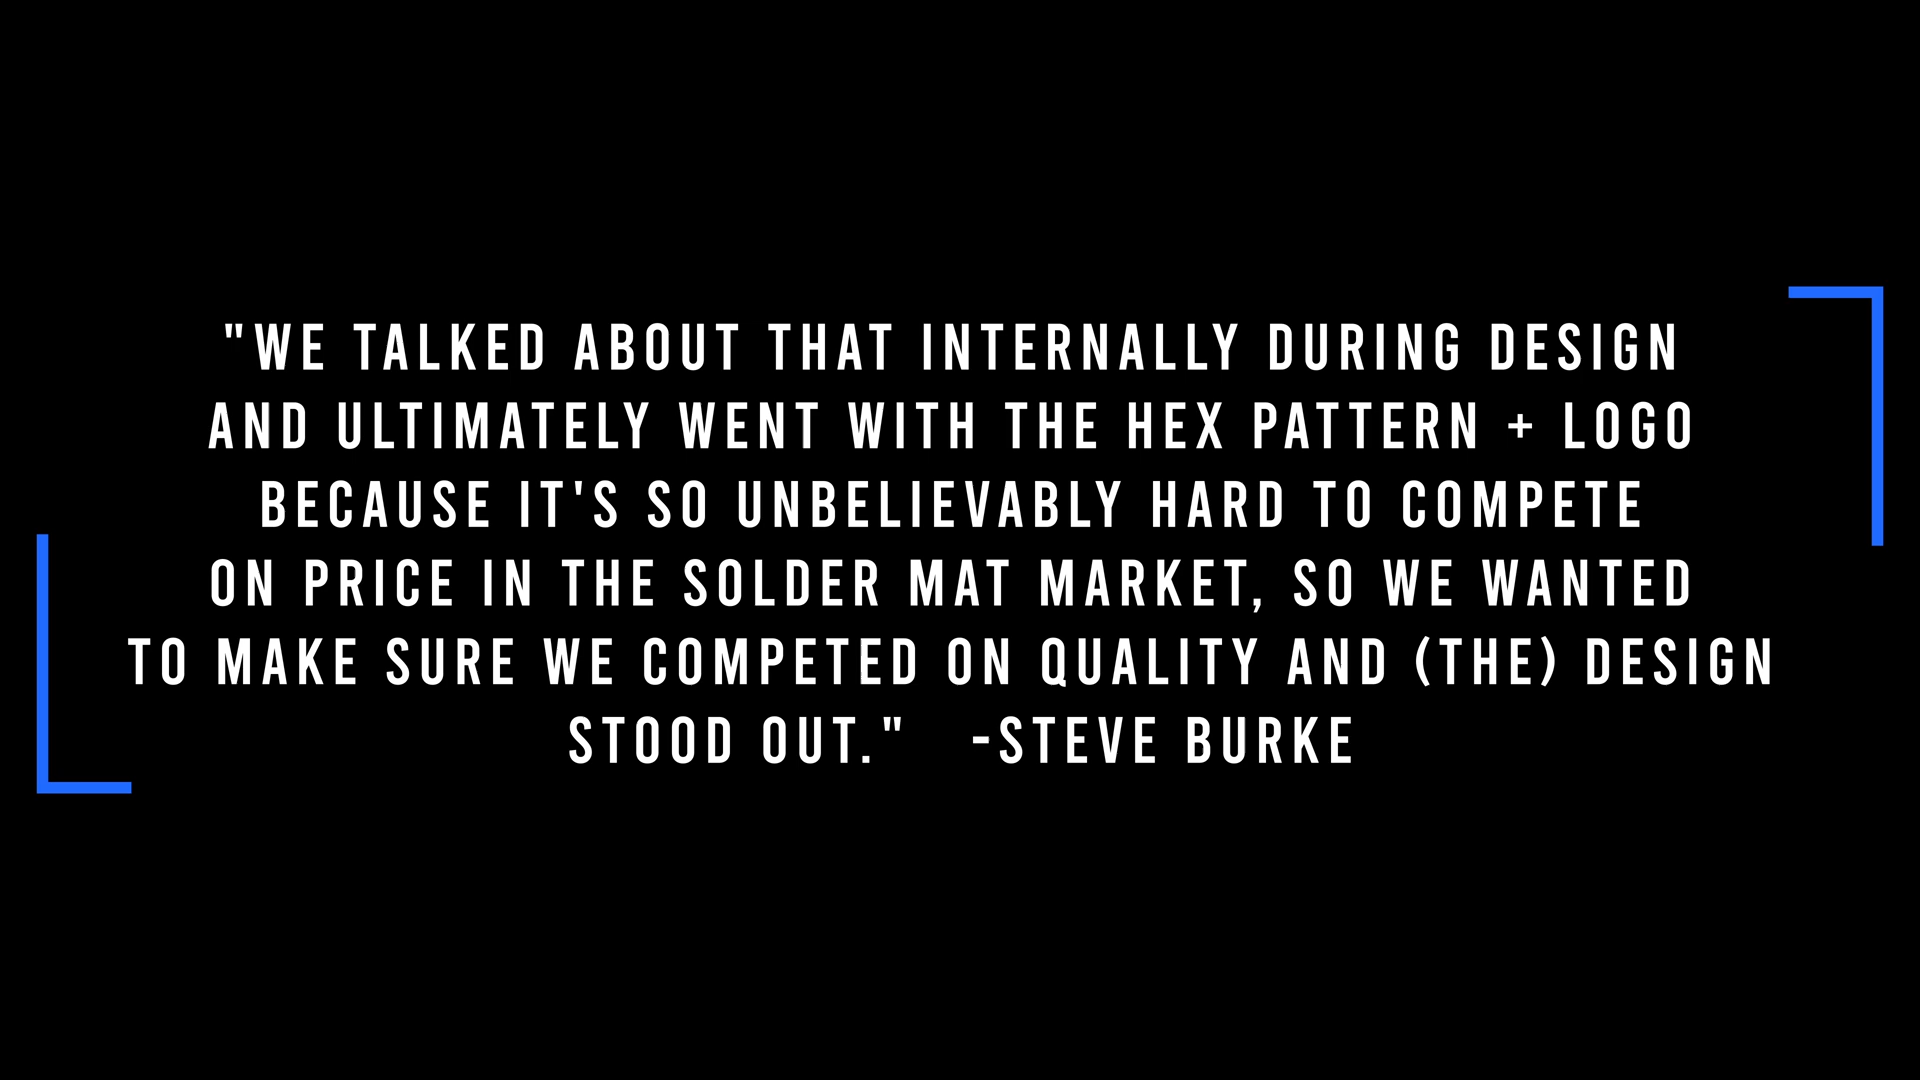 "WE TALKED ABOUT THAT INTERNALLY DURING DESIGN
AND ULTIMATELY WENT WITH THE HEX PATTERN + LOGO
BECAUSE IT'S SO UNBELIEVABLY HARD TO COMPETE
ON PRICE IN THE SOLDER MAT MARKET, SO WE WANTED
TO MAKE SURE WE COMPETED ON QUALITY AND (THE) DESIGN
STOOD OUT." -STEVE BURKE